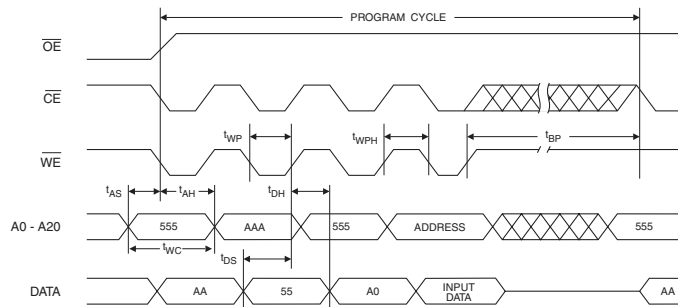 PROGRAM CYCLE
OE
CE
tWP
tWPH
tBP
WE
tAS
tAH
tDH
A0 - A20
555
AAA
555
ADDRESS
555
tWC
tDS
DATA
AA
55
A0
INPUT
DATA
AA